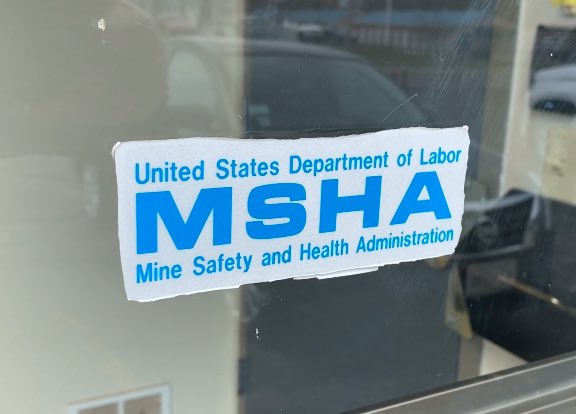 United States Department of Labor
MSHA
Mine Safety and Health Administration